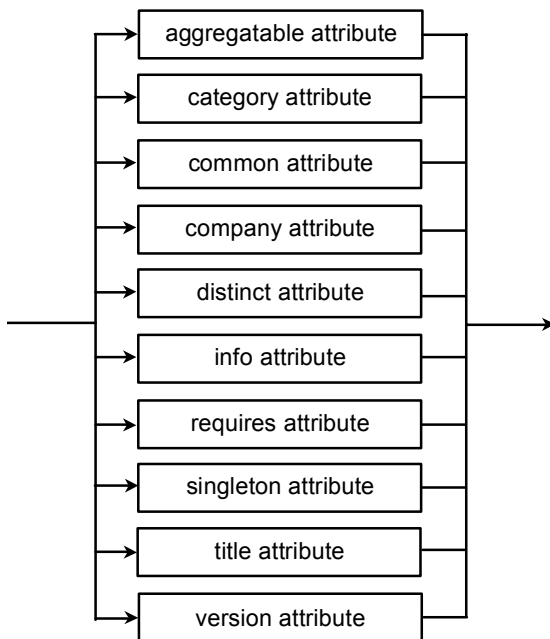 aggregatable attribute
category attribute
common attribute
company attribute
distinct attribute
info attribute
requires attribute
singleton attribute
title attribute
version attribute